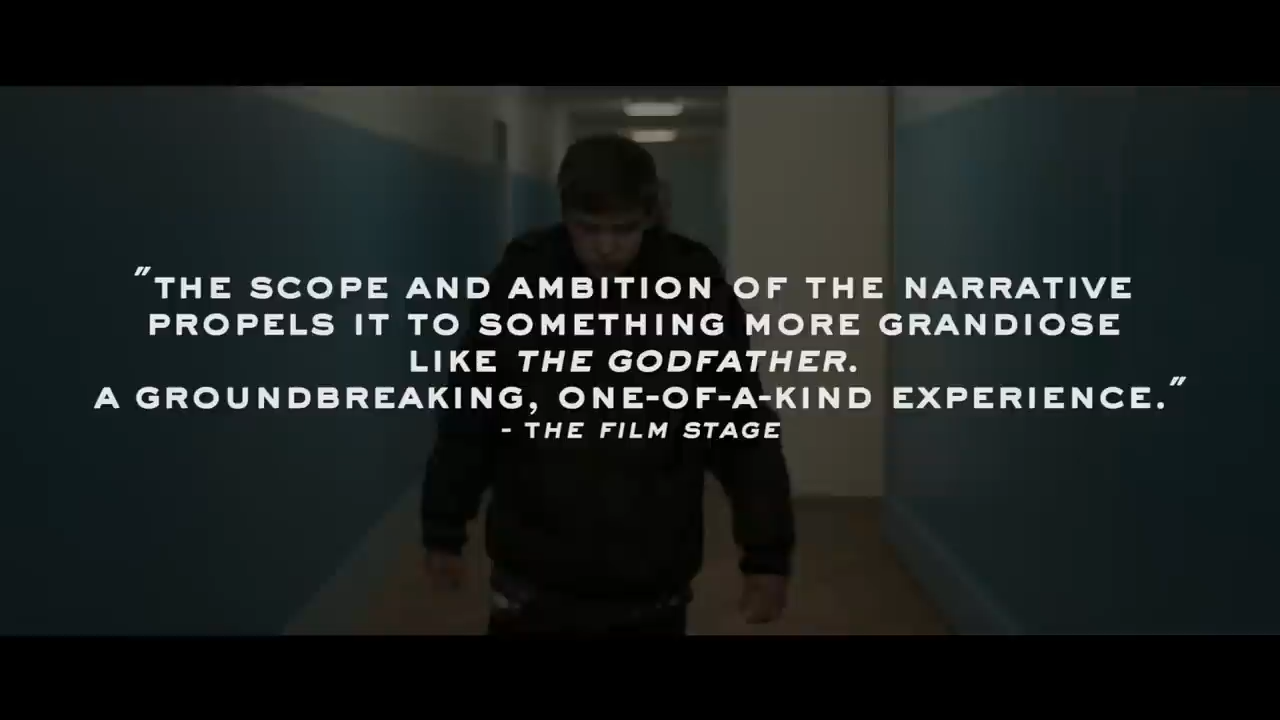 "THE SCOPE AND AMBITION OF THE NARRATIVE
PROPELS IT TO SOMETHING MORE GRANDIOSE
LIKE THE GODFATHER.
A GROUNDBREAKING, ONE-OF-A-KIND EXPERIENCE."
- THE FILM STAGE